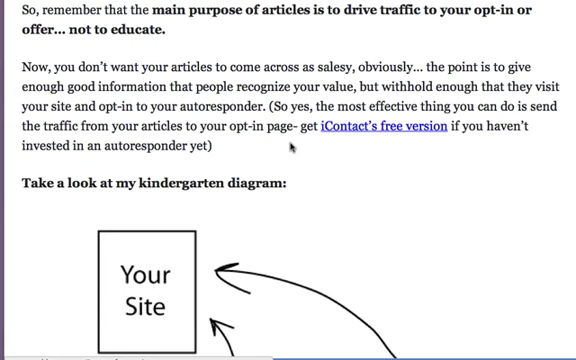 So, remember that the main purpose of articles is to drive traffic to your opt-in or
offer... not to educate.
Now, you don't want your articles to come across as salesy, obviously... the point is to give
enough good information that people recognize your value, but withhold enough that they visit
your site and opt-in to your autoresponder. (So yes, the most effective thing you can do is send
the traffic from your articles to your opt-in page- get iContact's free version if you haven't
invested in an autoresponder yet)
Take a look at my kindergarten diagram:
Your
Site